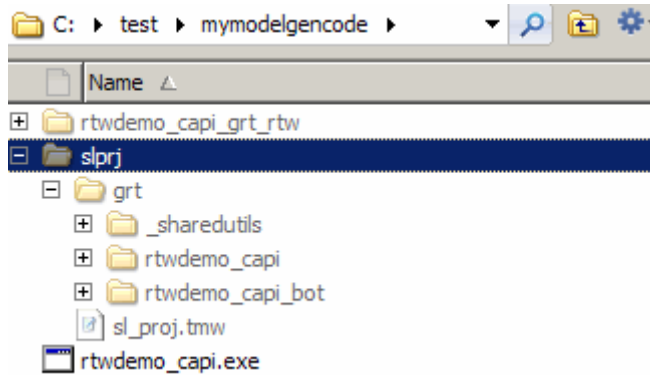 C: test mymodelgencode
Name
rtwdemo_capi_grt_rtw
slprj
grt
_sharedutils
rtwdemo_capi
rtwdemo_capi_bot
sl_proj.tmw
rtwdemo_capi.exe